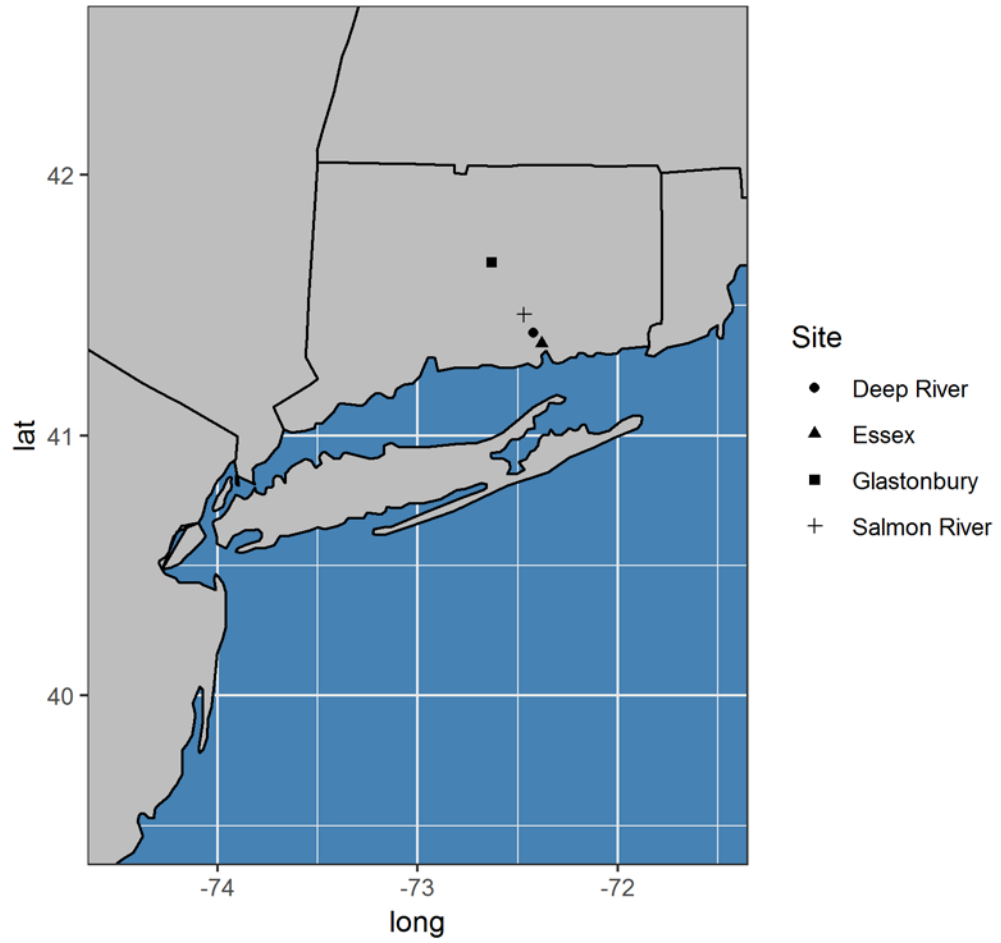 42
41
40
lat
-74
-73
-72
long
Site
Deep River
Essex
Glastonbury
Salmon River